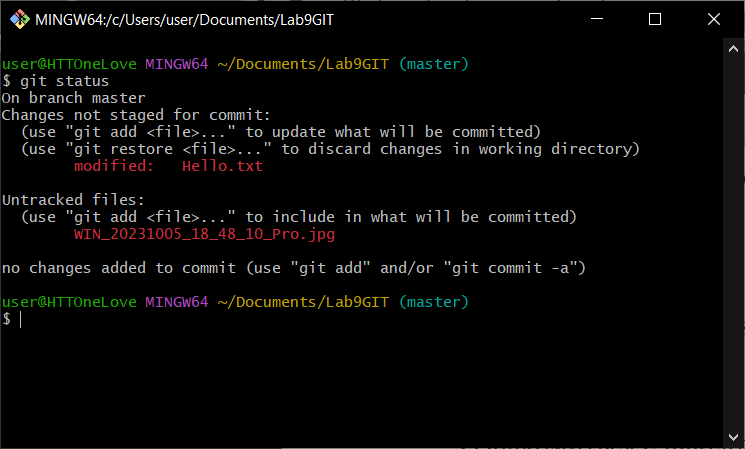 MINGW64:/c/Users/user/Documents/Lab9GIT
user@HTTOneLove MINGW64 ~/Documents/Lab9GIT (master)
$ git status
On branch master
Changes not staged for commit:
  (use "git add <file>..." to update what will be committed)
  (use "git restore <file>..." to discard changes in working directory)
        modified:   Hello.txt

Untracked files:
  (use "git add <file>..." to include in what will be committed)
        WIN_20231005_18_48_10_Pro.jpg

no changes added to commit (use "git add" and/or "git commit -a")

user@HTTOneLove MINGW64 ~/Documents/Lab9GIT (master)
$